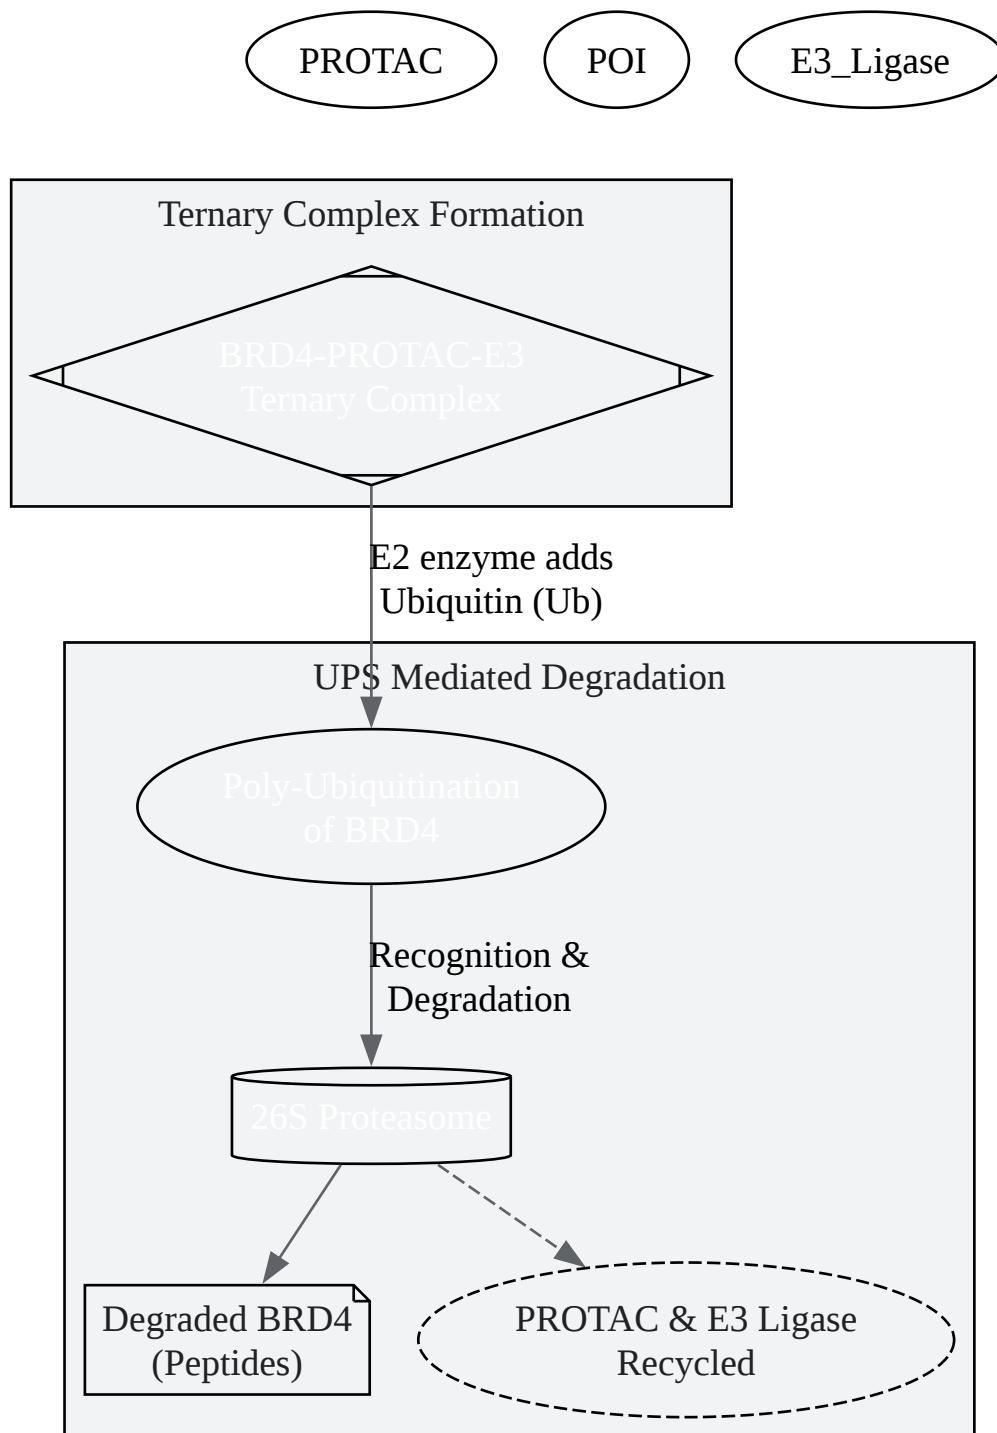 PROTAC
POI
E3_Ligase
Ternary Complex Formation
BRD4-PROTAC-E3
Ternary Complex
E2 enzyme adds
Ubiquitin (Ub)
UPS Mediated Degradation
Poly-Ubiquitination
of BRD4
Recognition &
Degradation
26S Proteasome
Degraded BRD4
(Peptides)
PROTAC & E3 Ligase
Recycled